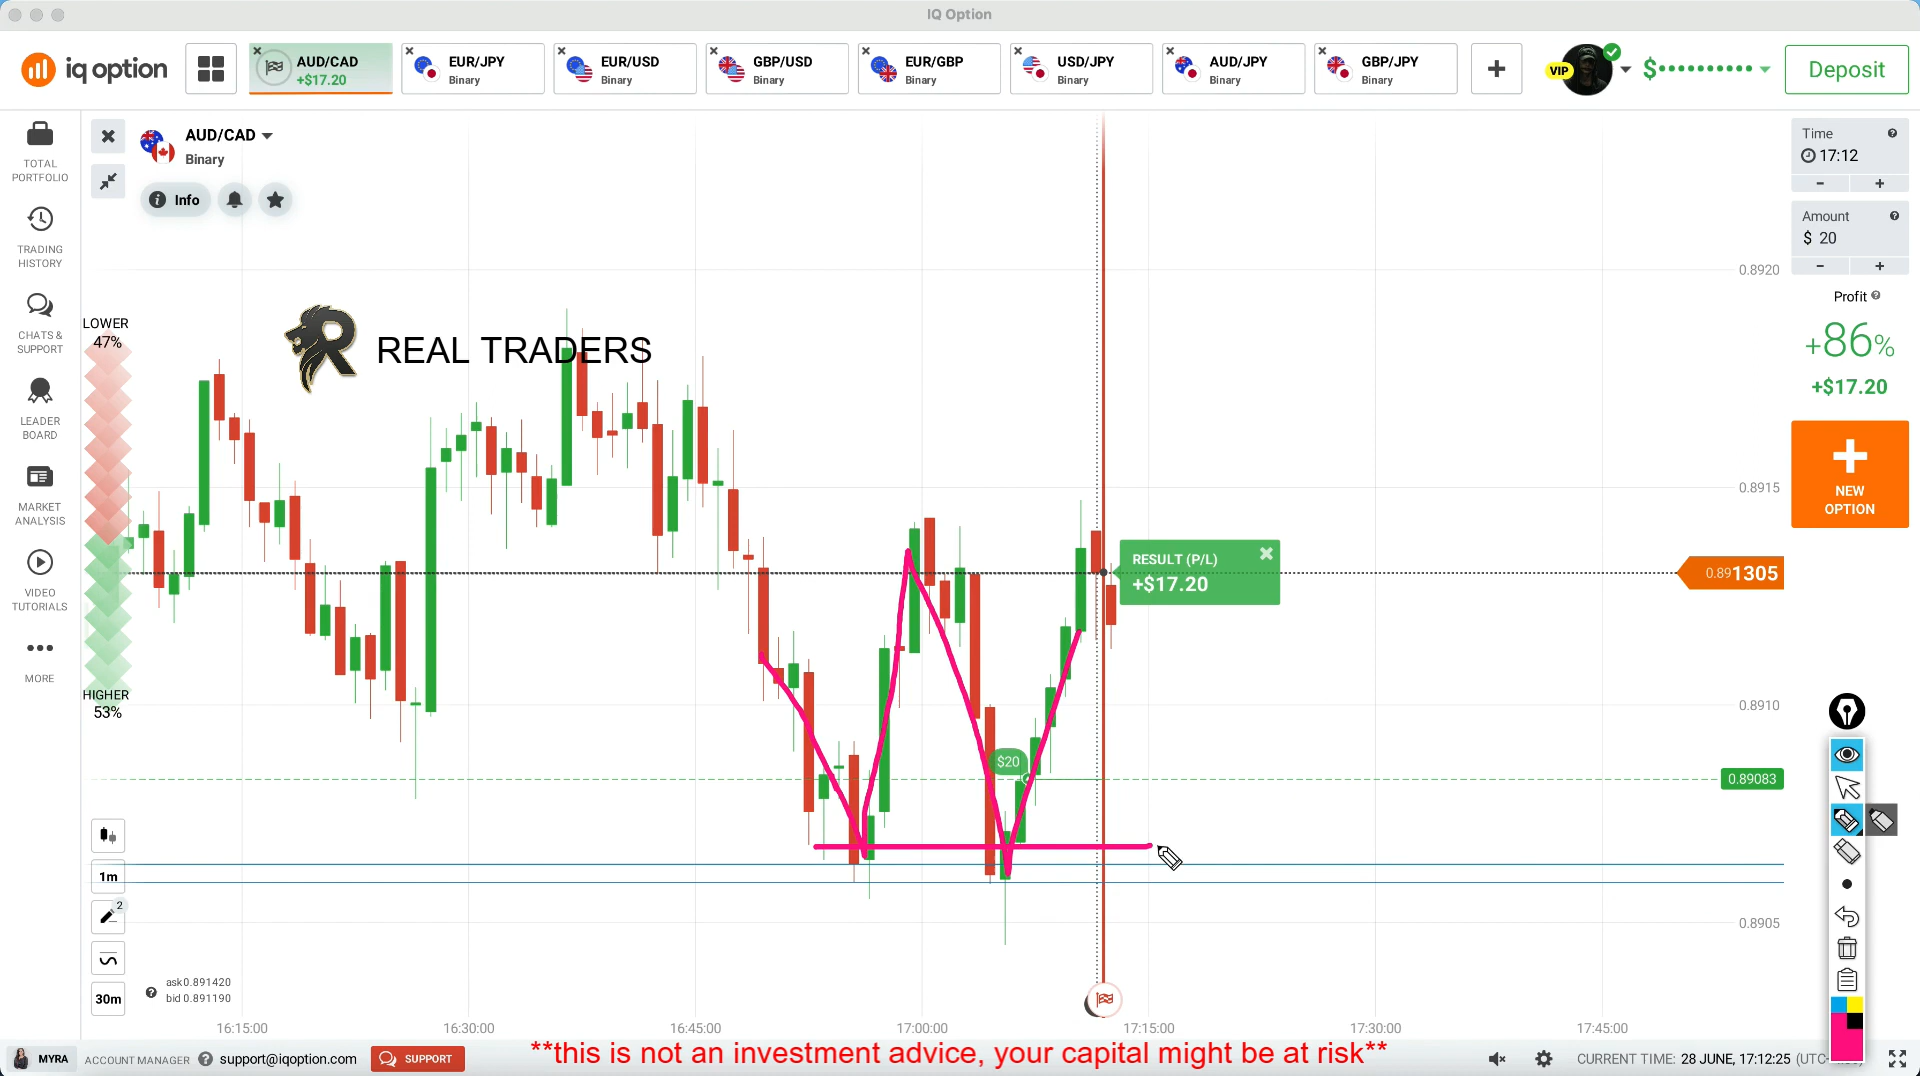 IQ Option
iq option
AUD/CAD
+$17.20
EUR/JPY
Binary
EUR/USD
Binary
GBP/USD
Binary
EUR/GBP
Binary
USD/JPY
Binary
AUD/JPY
Binary
GBP/JPY
Binary
VIP
$
Deposit
TOTAL
PORTFOLIO
TRADING
HISTORY
CHATS &
SUPPORT
LEADER
BOARD
MARKET
ANALYSIS
VIDEO
TUTORIALS
MORE
AUD/CAD
Binary
Info
LOWER
47%
HIGHER
53%
R REAL TRADERS
RESULT (P/L)
+$17.20
$20
0.8920
0.8915
0.891305
0.8910
0.89083
0.8905
Time
17:12
- +
Amount
$ 20
- +
Profit
+86%
+$17.20
NEW
OPTION
1m
2
30m
ask 0.891420
bid 0.891190
16:15:00 16:30:00 16:45:00 17:00:00 17:15:00 17:30:00 17:45:00
MYRA ACCOUNT MANAGER support@iqoption.com SUPPORT
**this is not an investment advice, your capital might be at risk**
CURRENT TIME: 28 JUNE, 17:12:25 (UTC